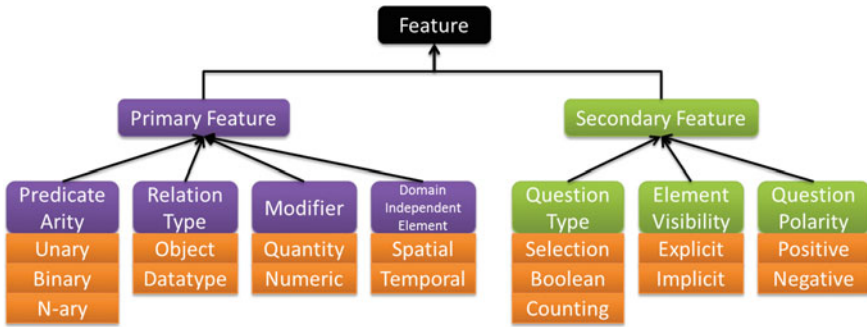 Feature
Primary Feature
Secondary Feature
Predicate
Arity
Unary
Binary
N-ary
Relation
Type
Object
Datatype
Modifier
Quantity
Numeric
Domain
Independent
Element
Spatial
Temporal
Question
Type
Selection
Boolean
Counting
Element
Visibility
Explicit
Implicit
Question
Polarity
Positive
Negative